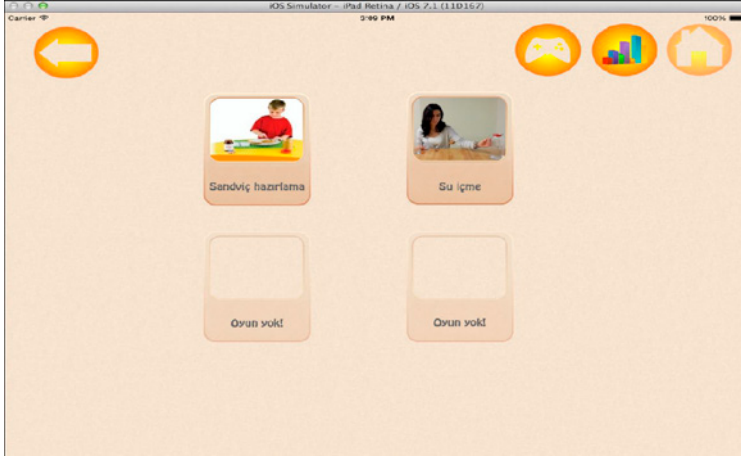 iOS Simulator – iPad Retina / iOS 7.1 (11D167)
Carrier 3:09 PM 100%
Sandviç hazırlama Su içme
Oyun yok! Oyun yok!